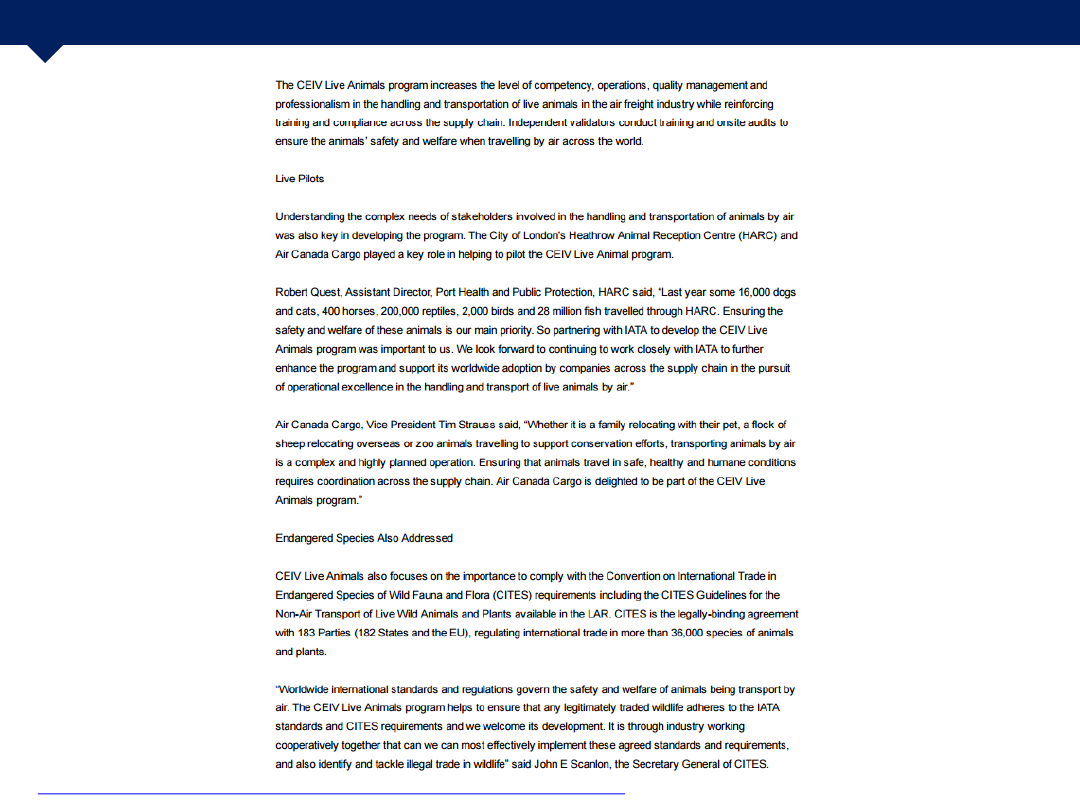 The CEIV Live Animals program increases the level of competency, operations, quality management and
professionalism in the handling and transportation of live animals in the air freight industry while reinforcing
training and compliance across the supply chain. Independent validators conduct training and onsite audits to
ensure the animals' safety and welfare when travelling by air across the world.
Live Pilots
Understanding the complex needs of stakeholders involved in the handling and transportation of animals by air
was also key in developing the program. The City of London's Heathrow Animal Reception Centre (HARC) and
Air Canada Cargo played a key role in helping to pilot the CEIV Live Animal program.
Robert Quest, Assistant Director, Port Health and Public Protection, HARC said, "Last year some 16,000 dogs
and cats, 400 horses, 200,000 reptiles, 2,000 birds and 28 million fish travelled through HARC. Ensuring the
safety and welfare of these animals is our main priority. So partnering with IATA to develop the CEIV Live
Animals program was important to us. We look forward to continuing to work closely with IATA to further
enhance the program and support its worldwide adoption by companies across the supply chain in the pursuit
of operational excellence in the handling and transport of live animals by air."
Air Canada Cargo, Vice President Tim Strauss said, "Whether it is a family relocating with their pet, a flock of
sheep relocating overseas or zoo animals travelling to support conservation efforts, transporting animals by air
is a complex and highly planned operation. Ensuring that animals travel in safe, healthy and humane conditions
requires coordination across the supply chain. Air Canada Cargo is delighted to be part of the CEIV Live
Animals program."
Endangered Species Also Addressed
CEIV Live Animals also focuses on the importance to comply with the Convention on International Trade in
Endangered Species of Wild Fauna and Flora (CITES) requirements including the CITES Guidelines for the
Non-Air Transport of Live Wild Animals and Plants available in the LAR. CITES is the legally-binding agreement
with 183 Parties (182 States and the EU), regulating international trade in more than 36,000 species of animals
and plants.
"Worldwide international standards and regulations govern the safety and welfare of animals being transport by
air. The CEIV Live Animals program helps to ensure that any legitimately traded wildlife adheres to the IATA
standards and CITES requirements and we welcome its development. It is through industry working
cooperatively together that can we can most effectively implement these agreed standards and requirements,
and also identify and tackle illegal trade in wildlife" said John E Scanlon, the Secretary General of CITES.